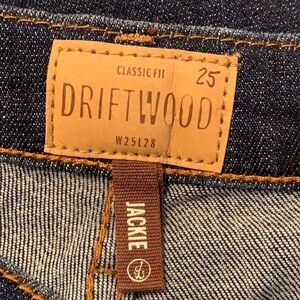 CLASSIC FIT
25
DRIFTWOOD
W25L28
JACKIE